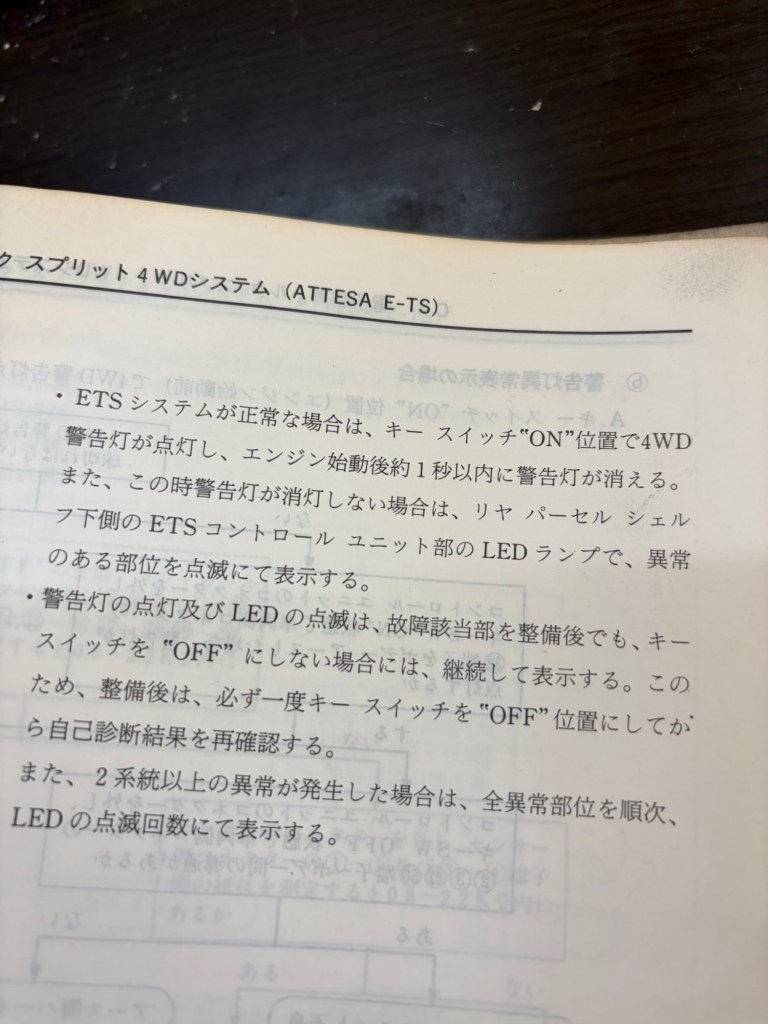 ク スプリット４WDシステム（ATTESA E-TS）
・ETSシステムが正常な場合は、キー スイッチ“ON”位置で4WD
警告灯が点灯し、エンジン始動後約１秒以内に警告灯が消える。
また、この時警告灯が消灯しない場合は、リヤ パーセル シェル
フ下側の ETS コントロール ユニット部の LED ランプで、異常
のある部位を点滅にて表示する。
・警告灯の点灯及び LED の点滅は、故障該当部を整備後でも、キー
スイッチを “OFF” にしない場合には、継続して表示する。この
ため、整備後は、必ず一度キー スイッチを “OFF” 位置にしてか
ら自己診断結果を再確認する。
また、２系統以上の異常が発生した場合は、全異常部位を順次、
LED の点滅回数にて表示する。